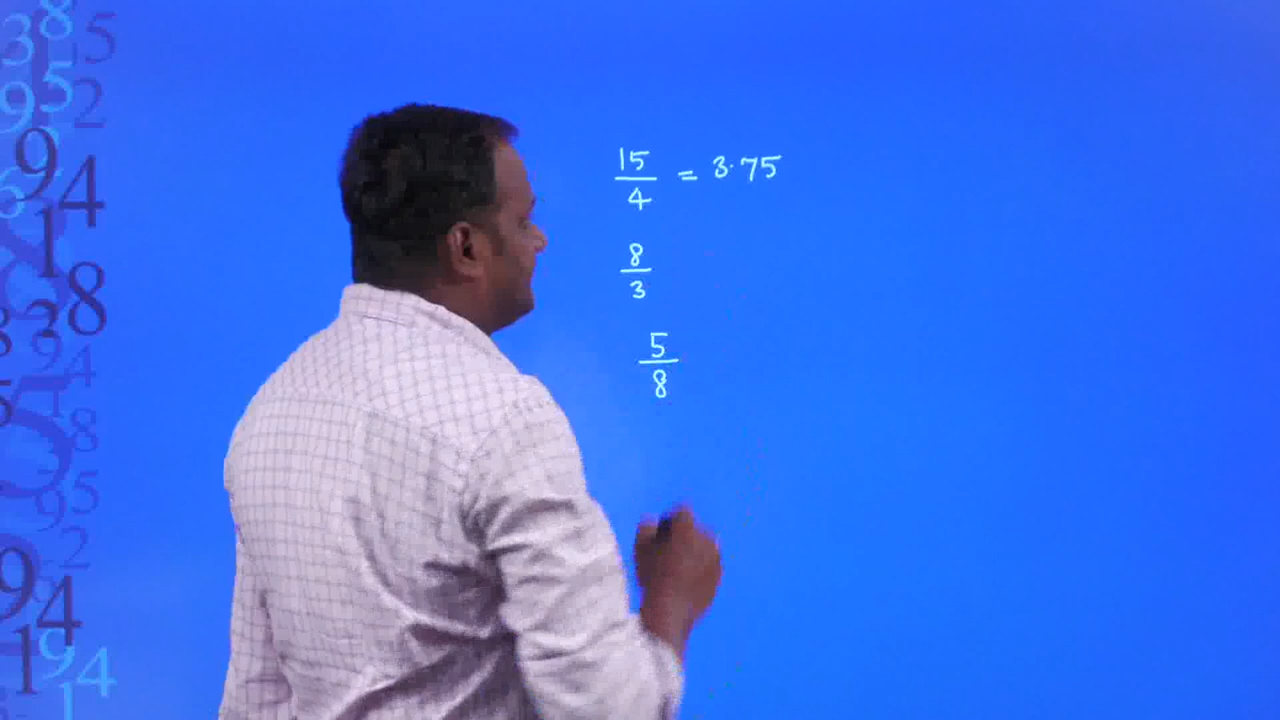 15/4 = 3.75
8/3
5/8